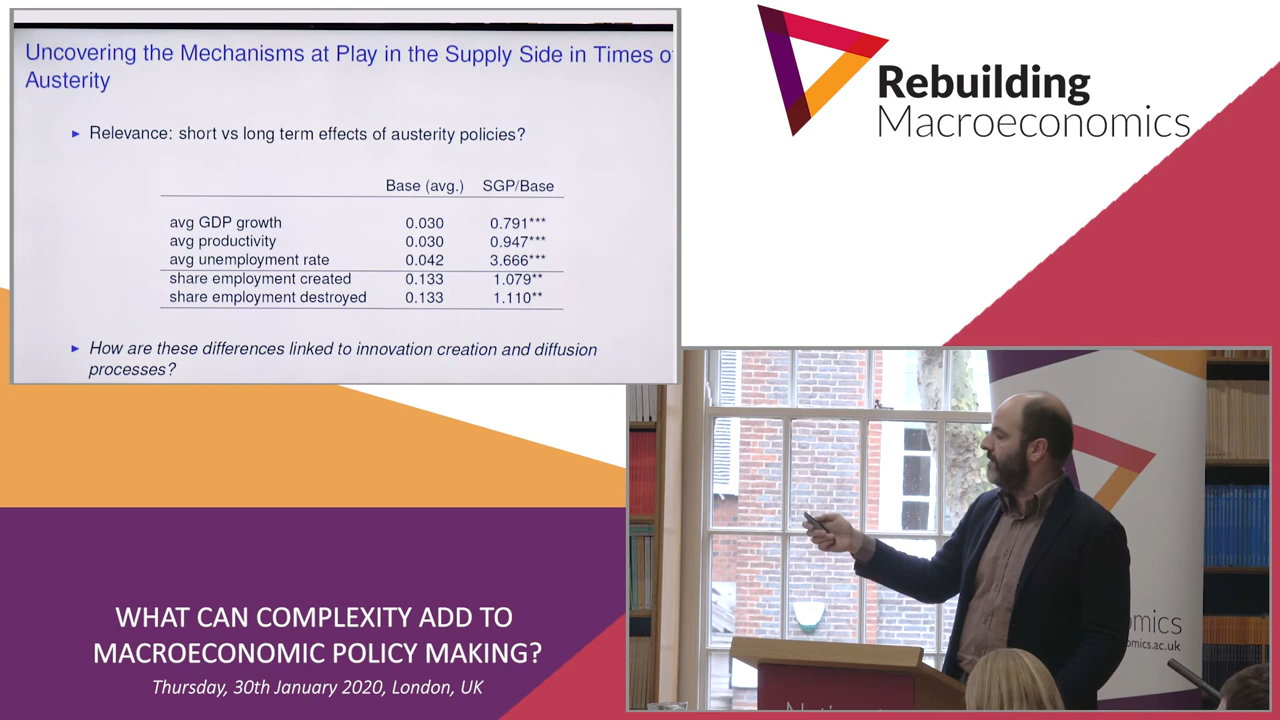 Uncovering the Mechanisms at Play in the Supply Side in Times o
Austerity
Relevance: short vs long term effects of austerity policies?
Base (avg.) SGP/Base
avg GDP growth 0.030 0.791***
avg productivity 0.030 0.947***
avg unemployment rate 0.042 3.666***
share employment created 0.133 1.079**
share employment destroyed 0.133 1.110**
How are these differences linked to innovation creation and diffusion
processes?
Rebuilding
Macroeconomics
WHAT CAN COMPLEXITY ADD TO
MACROECONOMIC POLICY MAKING?
Thursday, 30th January 2020, London, UK
omics
omics.ac.uk